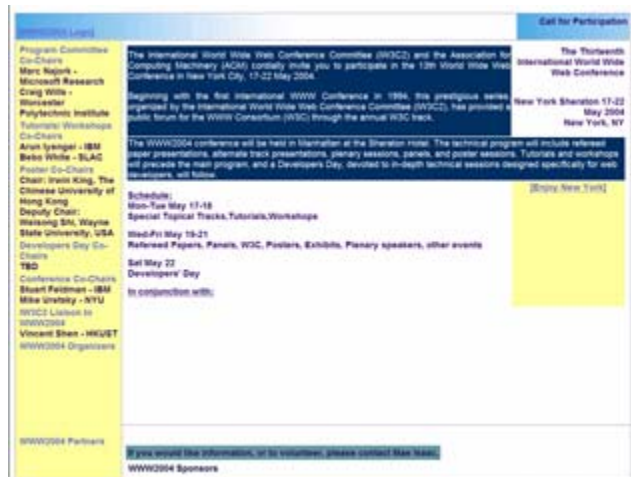 [WWW2004 Logo]
Call for Participation
Program Committee
Co-Chairs
Marc Najork -
Microsoft Research
Craig Wills -
Worcester
Polytechnic Institute
Tutorials/Workshops
Co-Chairs
Arun Iyengar - IBM
Bebo White - SLAC
Poster Co-Chairs
Chair: Irwin King, The
Chinese University of
Hong Kong
Deputy Chair:
Weisong Shi, Wayne
State University, USA
Developers Day Co-
Chairs
TBD
Conference Co-Chairs
Stuart Feldman - IBM
Mike Uretsky - NYU
IW3C2 Liaison to
WWW2004
Vincent Shen - HKUST
WWW2004 Organizers
WWW2004 Partners
The International World Wide Web Conference Committee (IW3C2) and the Association for
Computing Machinery (ACM) cordially invite you to participate in the 13th World Wide Web
Conference in New York City, 17-22 May 2004.
Beginning with the first International WWW Conference in 1994, this prestigious series,
organized by the International World Wide Web Conference Committee (IW3C2), has provided a
public forum for the WWW Consortium (W3C) through the annual W3C track.
The WWW2004 conference will be held in Manhattan at the Sheraton Hotel. The technical program will include refereed
paper presentations, alternate track presentations, plenary sessions, panels, and poster sessions. Tutorials and workshops
will precede the main program, and a Developers Day, devoted to in-depth technical sessions designed specifically for web
developers, will follow.
Schedule:
Mon-Tue May 17-18
Special Topical Tracks,Tutorials,Workshops
Wed-Fri May 19-21
Refereed Papers, Panels, W3C, Posters, Exhibits, Plenary speakers, other events
Sat May 22
Developers' Day
In conjunction with:
If you would like information, or to volunteer, please contact Mae Isaac.
WWW2004 Sponsors
The Thirteenth
International World Wide
Web Conference
New York Sheraton 17-22
May 2004
New York, NY
[Enjoy New York]